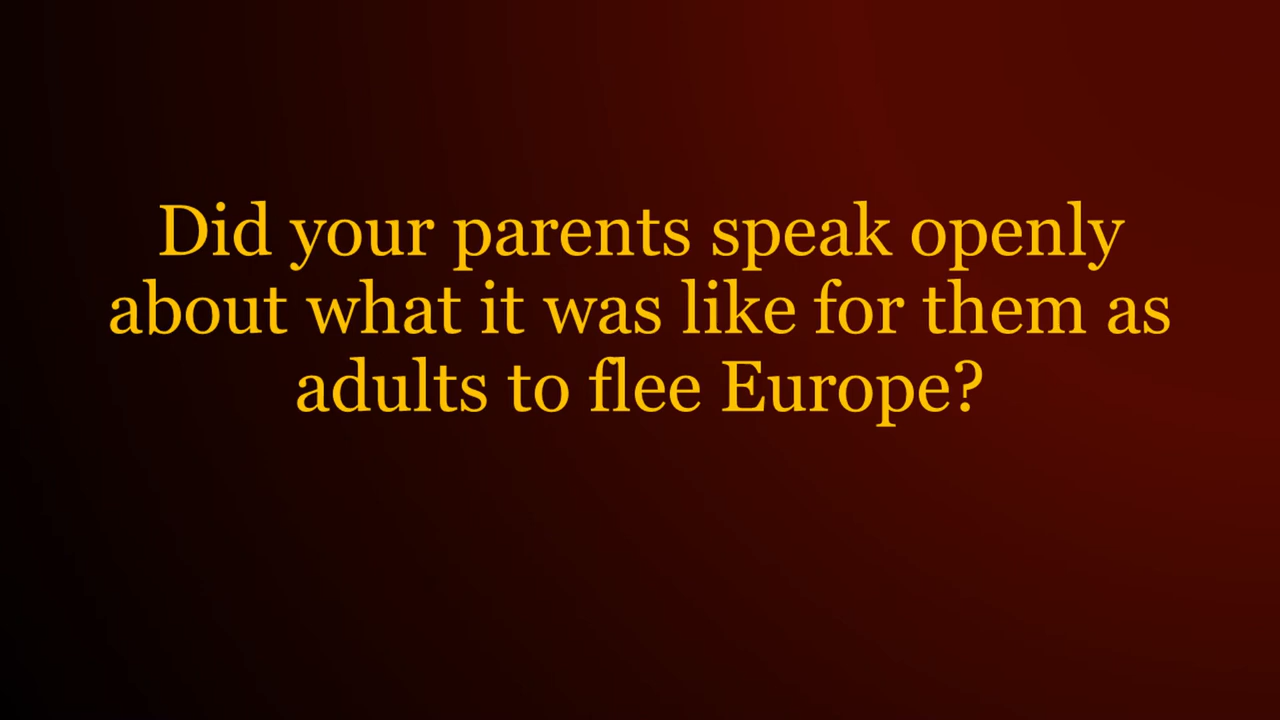 Did your parents speak openly
about what it was like for them as
adults to flee Europe?